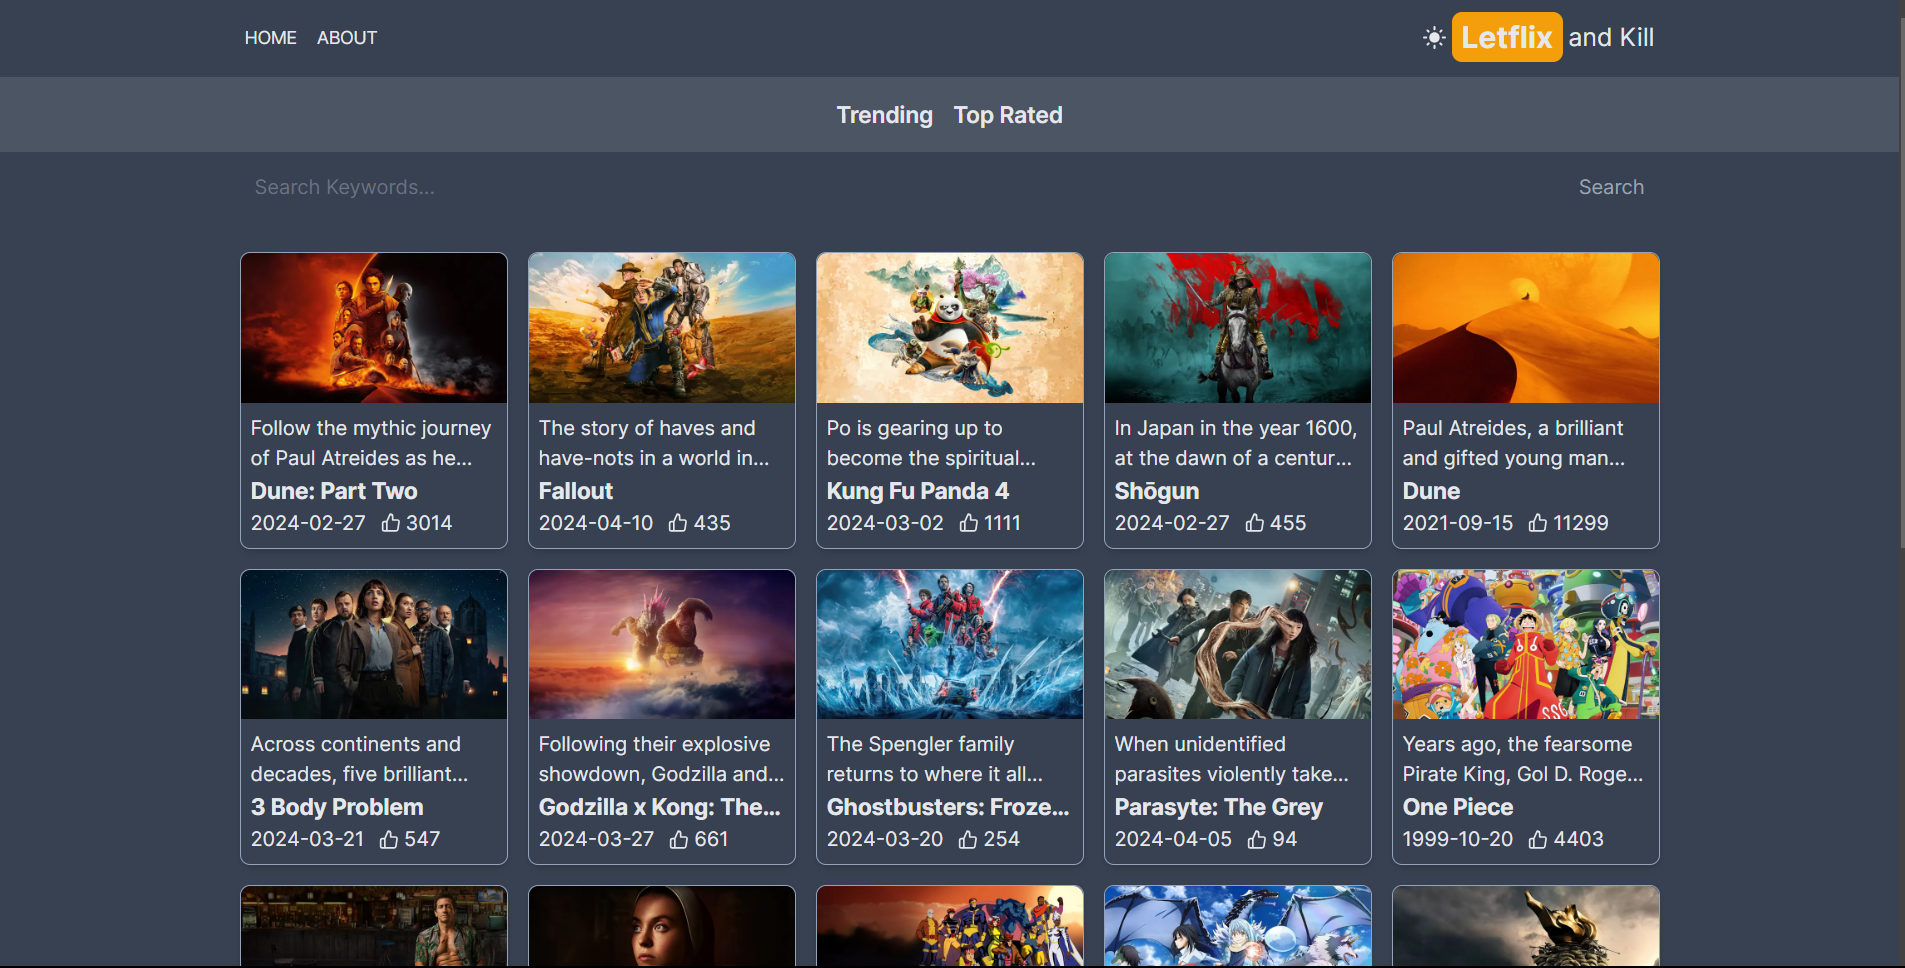 HOME ABOUT Letflix and Kill
Trending Top Rated
Search Keywords... Search
Follow the mythic journey
of Paul Atreides as he...
Dune: Part Two
2024-02-27 3014
The story of haves and
have-nots in a world in...
Fallout
2024-04-10 435
Po is gearing up to
become the spiritual...
Kung Fu Panda 4
2024-03-02 1111
In Japan in the year 1600,
at the dawn of a centur...
Shōgun
2024-02-27 455
Paul Atreides, a brilliant
and gifted young man...
Dune
2021-09-15 11299
Across continents and
decades, five brilliant...
3 Body Problem
2024-03-21 547
Following their explosive
showdown, Godzilla and...
Godzilla x Kong: The...
2024-03-27 661
The Spengler family
returns to where it all...
Ghostbusters: Froze...
2024-03-20 254
When unidentified
parasites violently take...
Parasyte: The Grey
2024-04-05 94
Years ago, the fearsome
Pirate King, Gol D. Roge...
One Piece
1999-10-20 4403